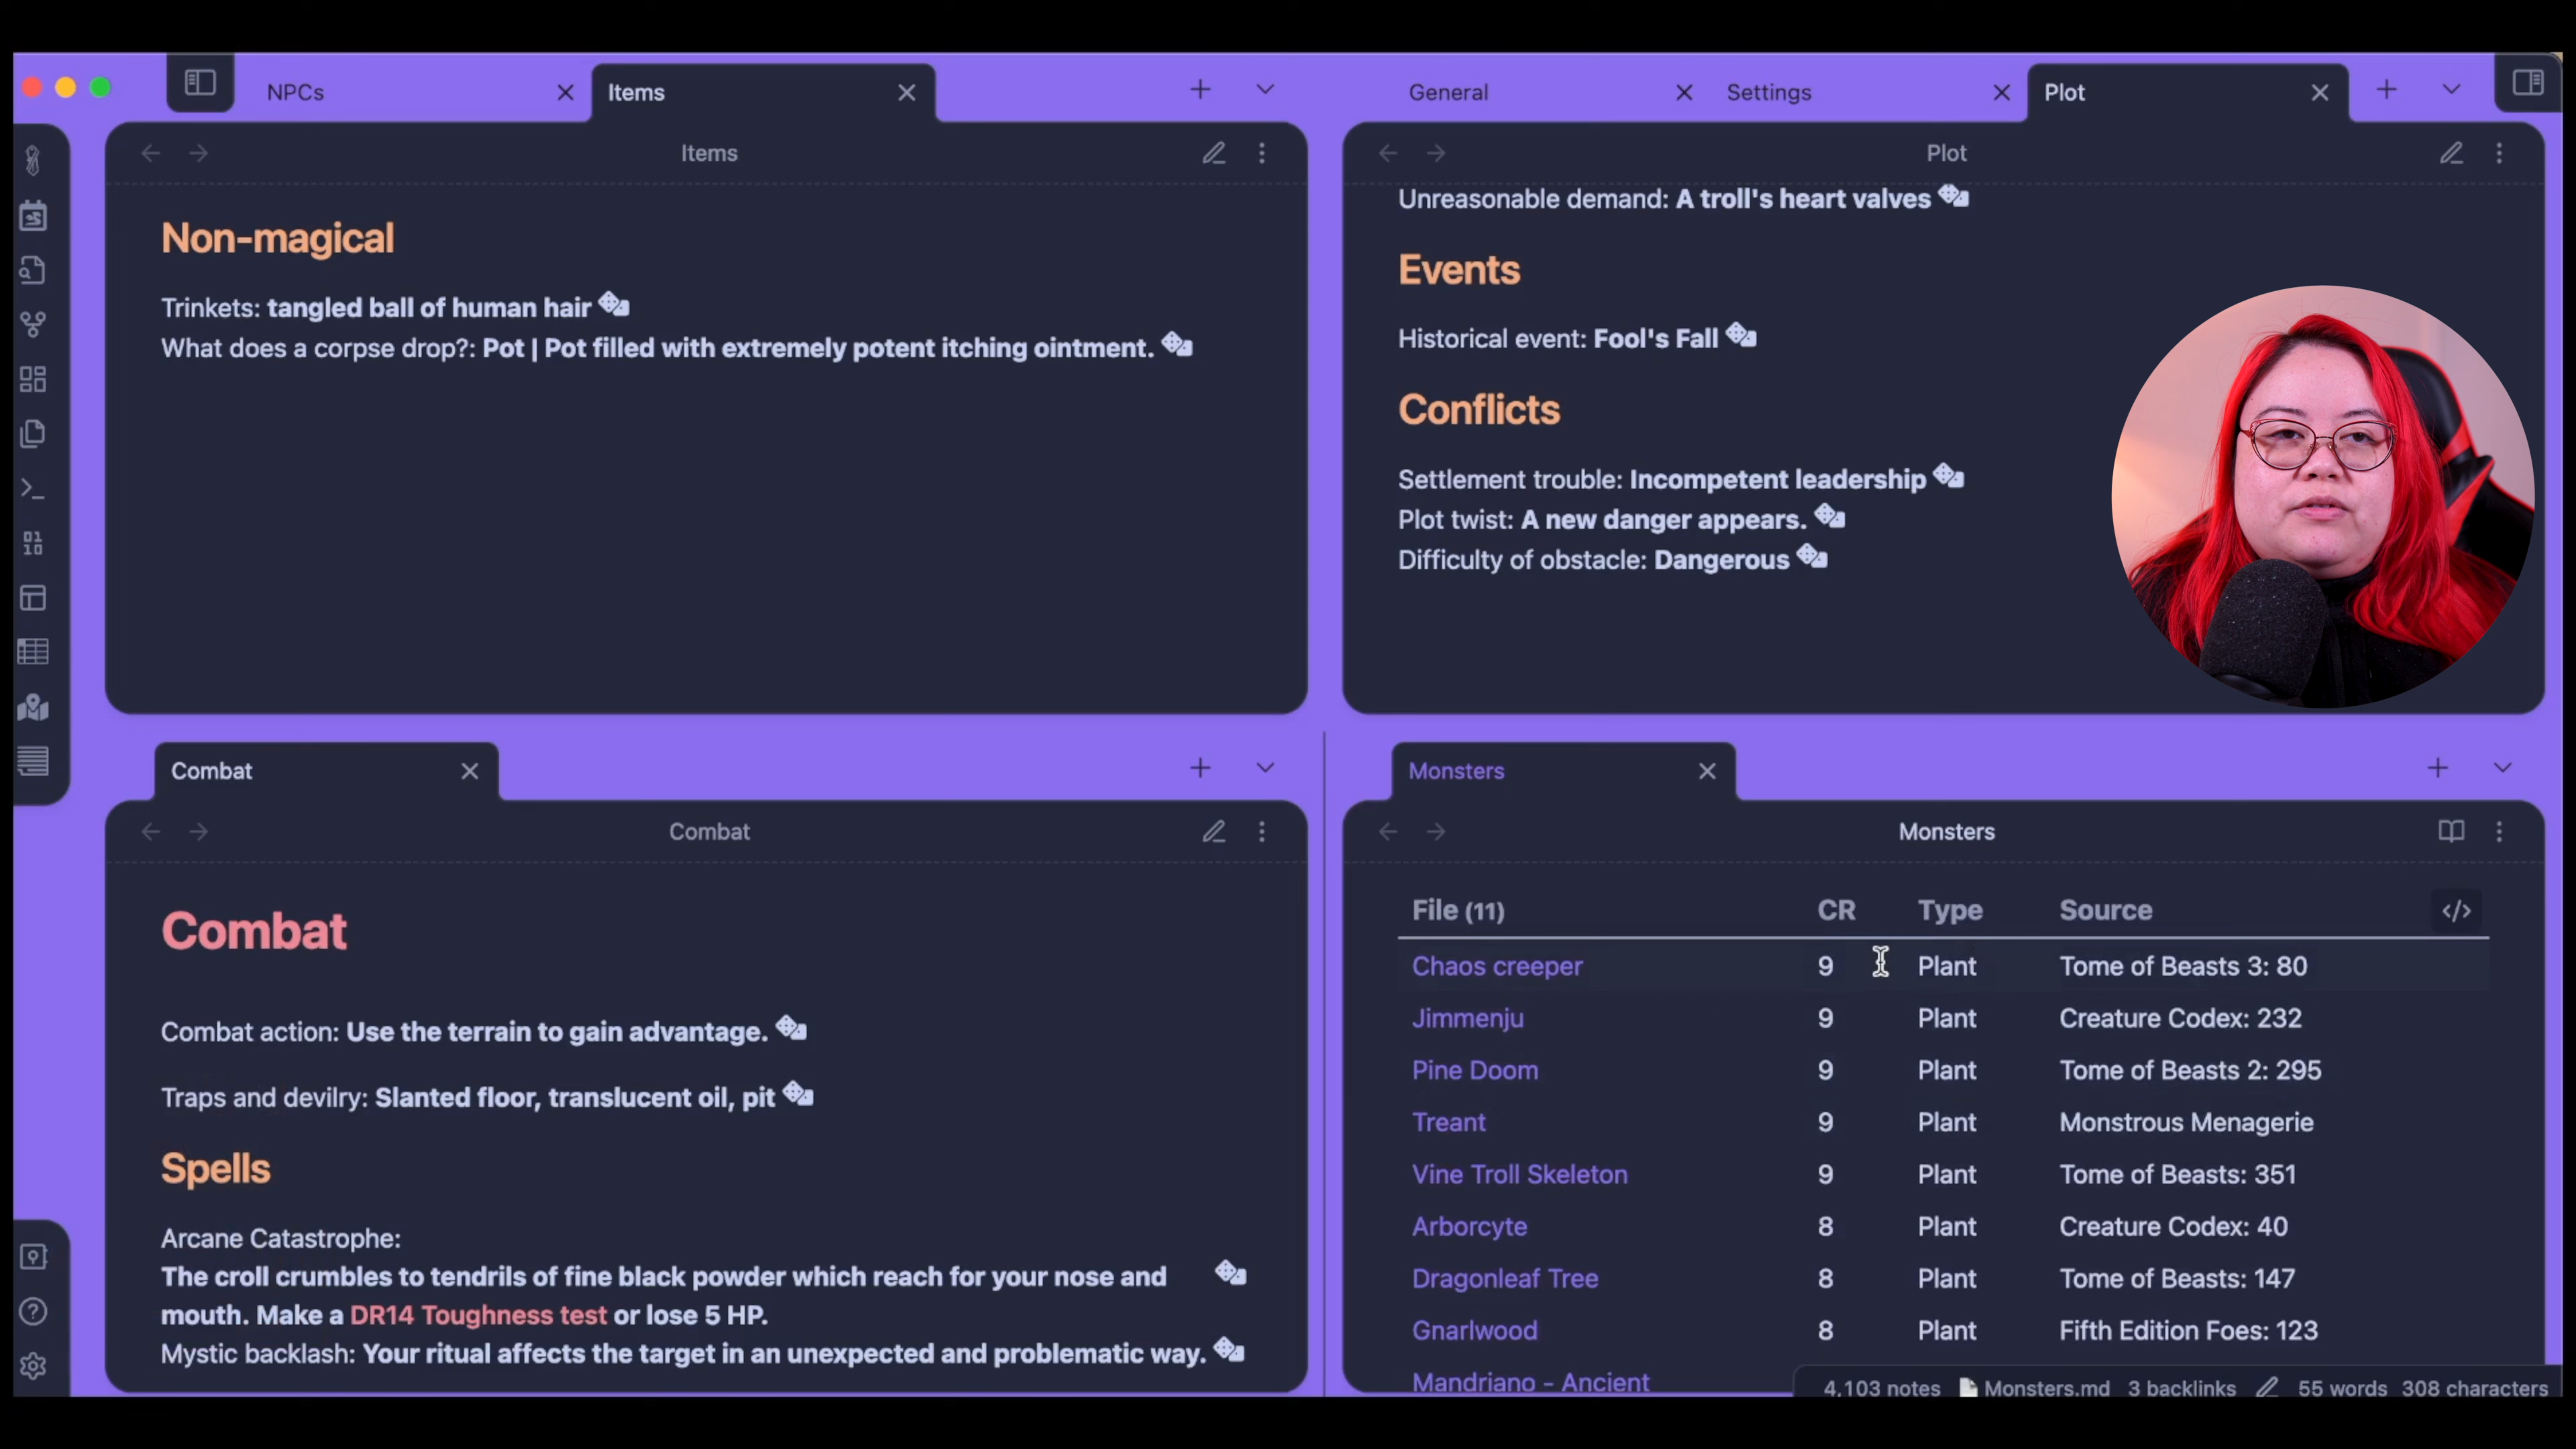 NPCs
Items
General
Settings
Plot
Items
Non-magical
Trinkets: tangled ball of human hair
What does a corpse drop?: Pot | Pot filled with extremely potent itching ointment.
Plot
Unreasonable demand: A troll's heart valves
Events
Historical event: Fool's Fall
Conflicts
Settlement trouble: Incompetent leadership
Plot twist: A new danger appears.
Difficulty of obstacle: Dangerous
Combat
Combat
Combat
Combat action: Use the terrain to gain advantage.
Traps and devilry: Slanted floor, translucent oil, pit
Spells
Arcane Catastrophe:
The croll crumbles to tendrils of fine black powder which reach for your nose and
mouth. Make a DR14 Toughness test or lose 5 HP.
Mystic backlash: Your ritual affects the target in an unexpected and problematic way.
Monsters
Monsters
File (11) CR Type Source </>
Chaos creeper 9 Plant Tome of Beasts 3: 80
Jimmenju 9 Plant Creature Codex: 232
Pine Doom 9 Plant Tome of Beasts 2: 295
Treant 9 Plant Monstrous Menagerie
Vine Troll Skeleton 9 Plant Tome of Beasts: 351
Arborcyte 8 Plant Creature Codex: 40
Dragonleaf Tree 8 Plant Tome of Beasts: 147
Gnarlwood 8 Plant Fifth Edition Foes: 123
Mandriano - Ancient
4,103 notes Monsters.md 3 backlinks 55 words 308 characters